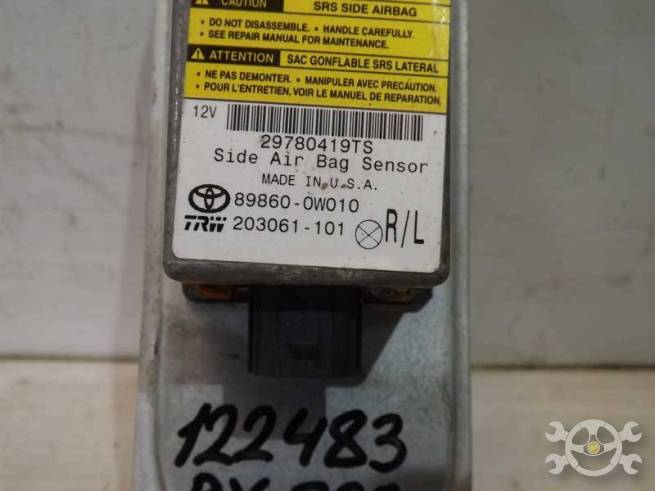 CAUTION SRS SIDE AIRBAG
• DO NOT DISASSEMBLE. • HANDLE CAREFULLY.
• SEE REPAIR MANUAL FOR MAINTENANCE.
ATTENTION SAC GONFLABLE SRS LATERAL
• NE PAS DEMONTER. • MANIPULER AVEC PRÉCAUTION.
• POUR L'ENTRETIEN, VOIR LE MANUEL DE REPARATION.
12V
29780419TS
Side Air Bag Sensor
MADE IN U.S.A.
89860-0W010
TRW 203061-101 R/L
122483